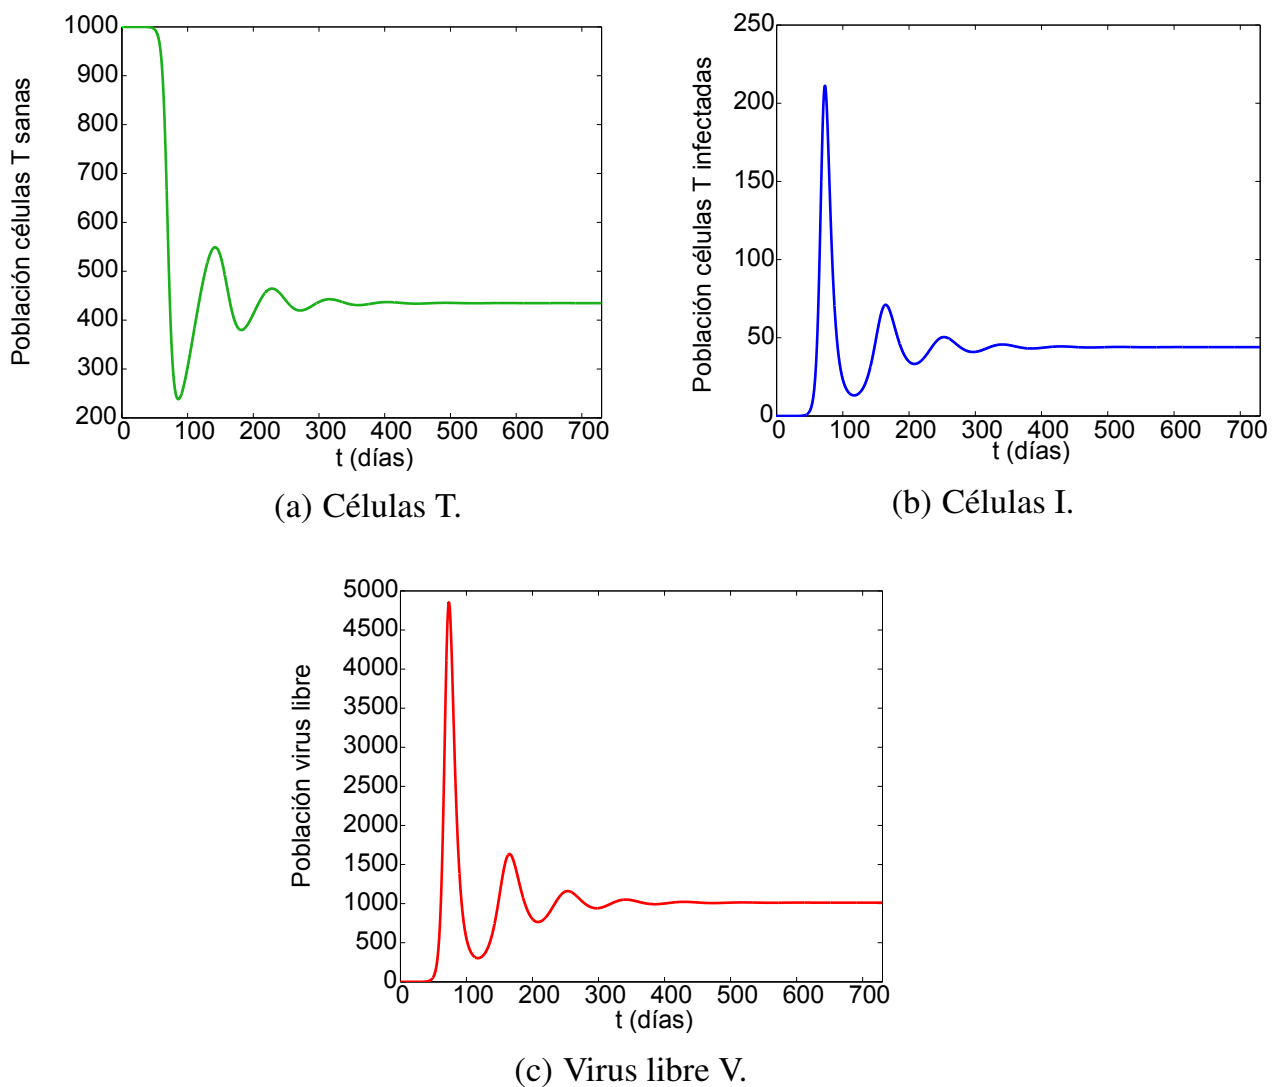 Población células T sanas
1000
900
800
700
600
500
400
300
200
0 100 200 300 400 500 600 700
t (días)
(a) Células T.
Población células T infectadas
250
200
150
100
50
0
0 100 200 300 400 500 600 700
t (días)
(b) Células I.
Población virus libre
5000
4500
4000
3500
3000
2500
2000
1500
1000
500
0
0 100 200 300 400 500 600 700
t (días)
(c) Virus libre V.